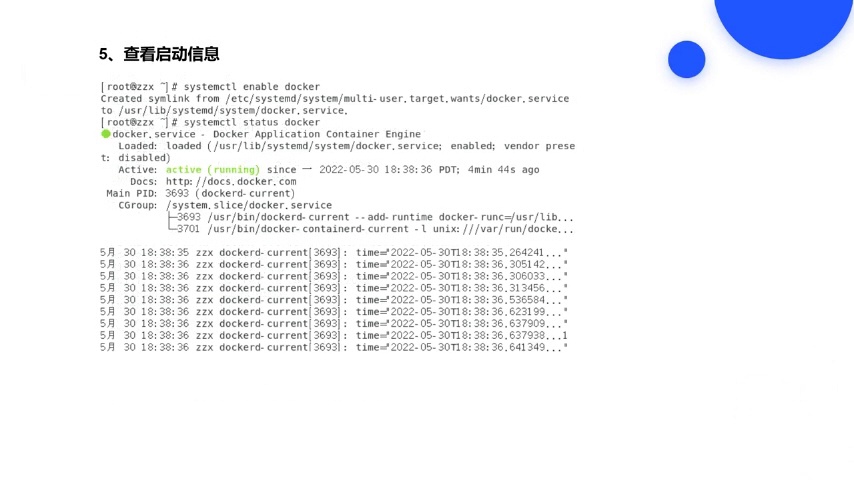 5、查看启动信息
[root@zzx ~]# systemctl enable docker
Created symlink from /etc/systemd/system/multi-user.target.wants/docker.service
to /usr/lib/systemd/system/docker.service.
[root@zzx ~]# systemctl status docker
● docker.service - Docker Application Container Engine
Loaded: loaded (/usr/lib/systemd/system/docker.service; enabled; vendor prese
t: disabled)
Active: active (running) since 一 2022-05-30 18:38:36 PDT; 4min 44s ago
Docs: http://docs.docker.com
Main PID: 3693 (dockerd-current)
CGroup: /system.slice/docker.service
├─3693 /usr/bin/dockerd-current --add-runtime docker-runc=/usr/lib...
└─3701 /usr/bin/docker-containerd-current -l unix:///var/run/docke...
5月 30 18:38:35 zzx dockerd-current[3693]: time="2022-05-30T18:38:35.264241..."
5月 30 18:38:36 zzx dockerd-current[3693]: time="2022-05-30T18:38:36.305142..."
5月 30 18:38:36 zzx dockerd-current[3693]: time="2022-05-30T18:38:36.306033..."
5月 30 18:38:36 zzx dockerd-current[3693]: time="2022-05-30T18:38:36.313456..."
5月 30 18:38:36 zzx dockerd-current[3693]: time="2022-05-30T18:38:36.536584..."
5月 30 18:38:36 zzx dockerd-current[3693]: time="2022-05-30T18:38:36.623199..."
5月 30 18:38:36 zzx dockerd-current[3693]: time="2022-05-30T18:38:36.637909..."
5月 30 18:38:36 zzx dockerd-current[3693]: time="2022-05-30T18:38:36.637938...1
5月 30 18:38:36 zzx dockerd-current[3693]: time="2022-05-30T18:38:36.641349..."